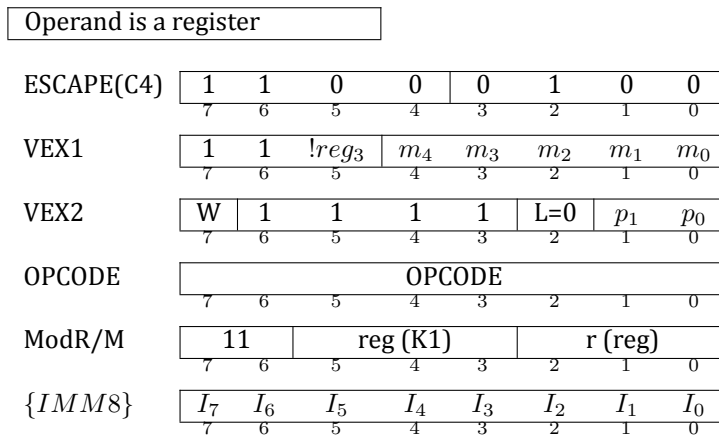 Operand is a register
ESCAPE(C4) 1 1 0 0 0 1 0 0
7 6 5 4 3 2 1 0
VEX1 1 1 !reg₃ m₄ m₃ m₂ m₁ m₀
7 6 5 4 3 2 1 0
VEX2 W 1 1 1 1 L=0 p₁ p₀
7 6 5 4 3 2 1 0
OPCODE OPCODE
7 6 5 4 3 2 1 0
ModR/M 11 reg (K1) r (reg)
7 6 5 4 3 2 1 0
{IMM8} I₇ I₆ I₅ I₄ I₃ I₂ I₁ I₀
7 6 5 4 3 2 1 0